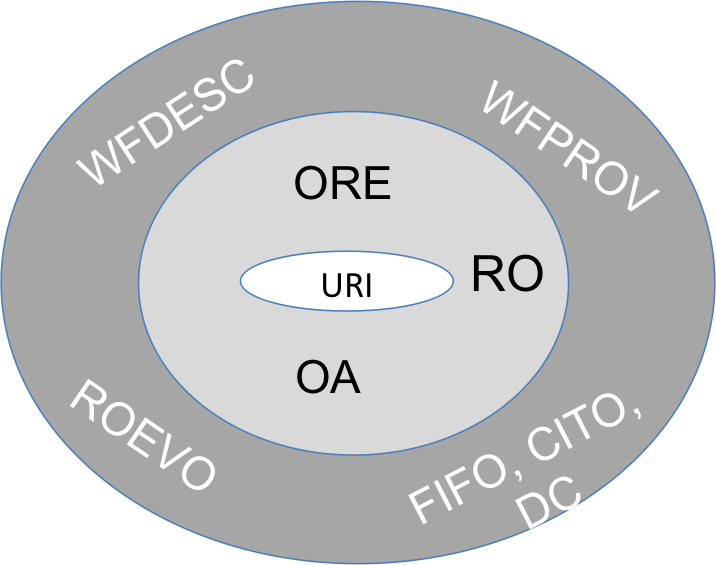 WFDESC
WFPROV
ORE
RO
URI
OA
ROEVO
FIFO, CITO,
DC